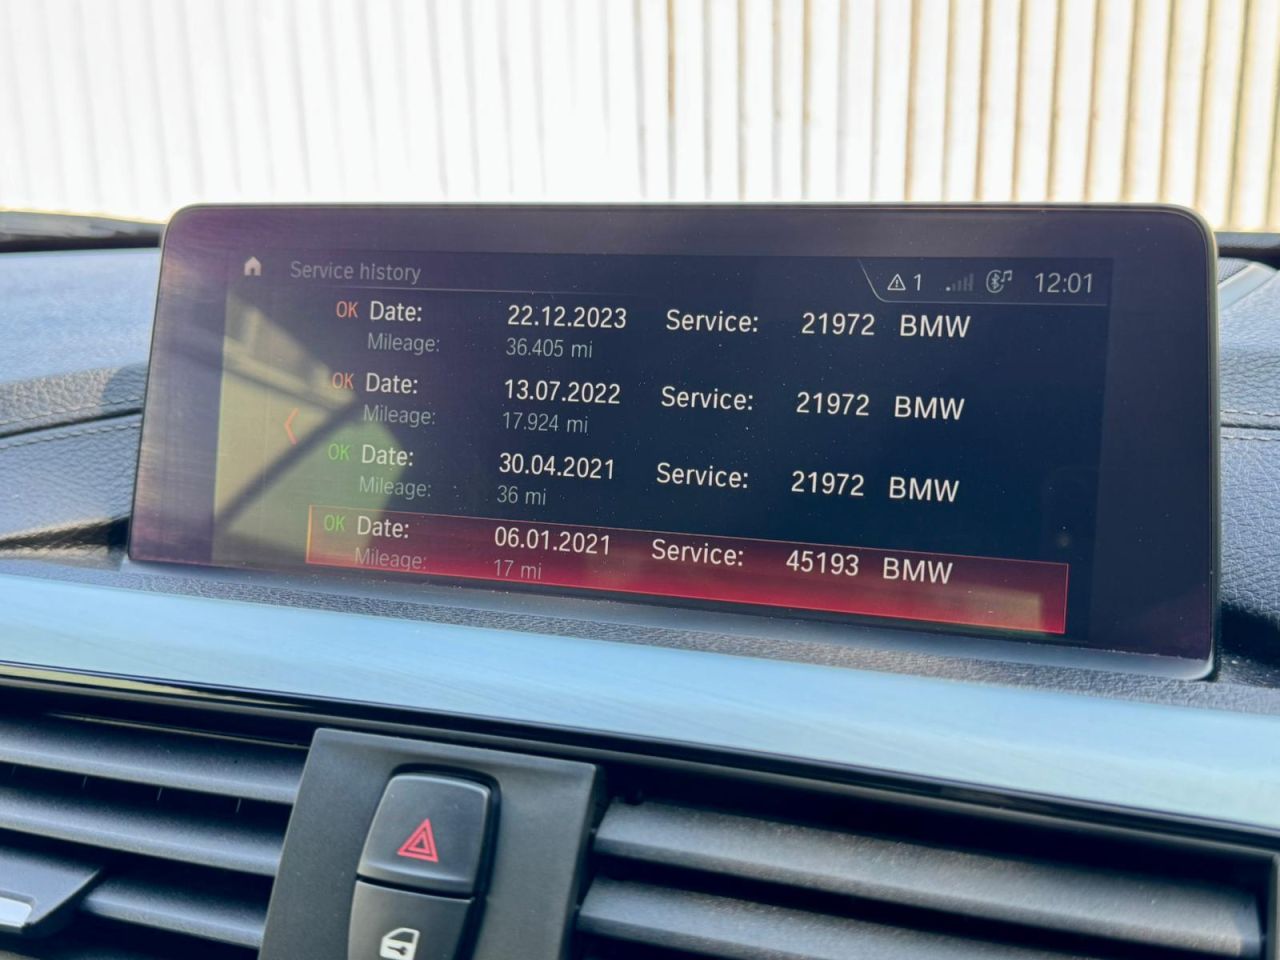 Service history
1 12:01
OK Date: 22.12.2023 Service: 21972 BMW
Mileage: 36.405 mi
OK Date: 13.07.2022 Service: 21972 BMW
Mileage: 17.924 mi
OK Date: 30.04.2021 Service: 21972 BMW
Mileage: 36 mi
OK Date: 06.01.2021 Service: 45193 BMW
Mileage: 17 mi